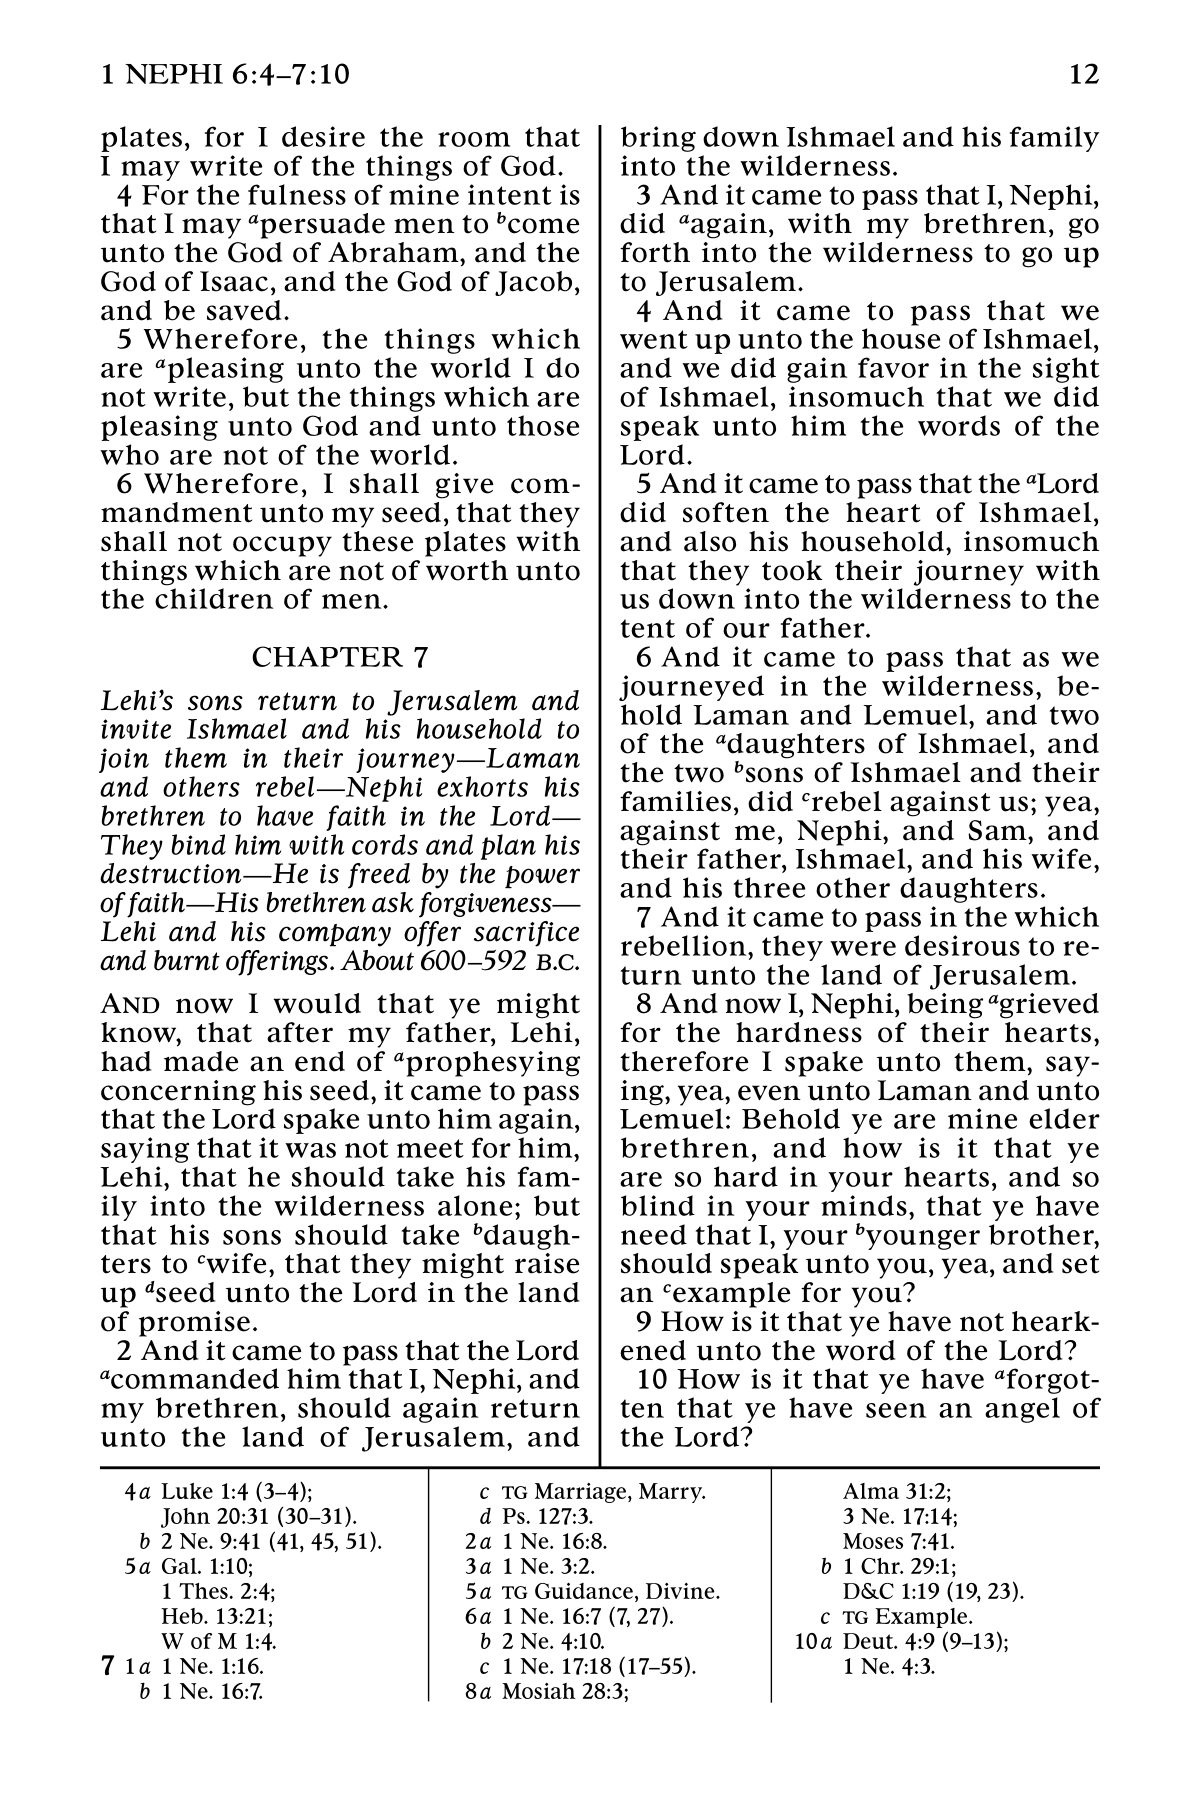 1 NEPHI 6:4–7:10 12
plates, for I desire the room that
I may write of the things of God.
4 For the fulness of mine intent is
that I may ᵃpersuade men to ᵇcome
unto the God of Abraham, and the
God of Isaac, and the God of Jacob,
and be saved.
5 Wherefore, the things which
are ᵃpleasing unto the world I do
not write, but the things which are
pleasing unto God and unto those
who are not of the world.
6 Wherefore, I shall give com-
mandment unto my seed, that they
shall not occupy these plates with
things which are not of worth unto
the children of men.
CHAPTER 7
Lehi’s sons return to Jerusalem and
invite Ishmael and his household to
join them in their journey—Laman
and others rebel—Nephi exhorts his
brethren to have faith in the Lord—
They bind him with cords and plan his
destruction—He is freed by the power
of faith—His brethren ask forgiveness—
Lehi and his company offer sacrifice
and burnt offerings. About 600–592 B.C.
AND now I would that ye might
know, that after my father, Lehi,
had made an end of ᵃprophesying
concerning his seed, it came to pass
that the Lord spake unto him again,
saying that it was not meet for him,
Lehi, that he should take his fam-
ily into the wilderness alone; but
that his sons should take ᵇdaugh-
ters to ᶜwife, that they might raise
up ᵈseed unto the Lord in the land
of promise.
2 And it came to pass that the Lord
ᵃcommanded him that I, Nephi, and
my brethren, should again return
unto the land of Jerusalem, and
bring down Ishmael and his family
into the wilderness.
3 And it came to pass that I, Nephi,
did ᵃagain, with my brethren, go
forth into the wilderness to go up
to Jerusalem.
4 And it came to pass that we
went up unto the house of Ishmael,
and we did gain favor in the sight
of Ishmael, insomuch that we did
speak unto him the words of the
Lord.
5 And it came to pass that the ᵃLord
did soften the heart of Ishmael,
and also his household, insomuch
that they took their journey with
us down into the wilderness to the
tent of our father.
6 And it came to pass that as we
journeyed in the wilderness, be-
hold Laman and Lemuel, and two
of the ᵃdaughters of Ishmael, and
the two ᵇsons of Ishmael and their
families, did ᶜrebel against us; yea,
against me, Nephi, and Sam, and
their father, Ishmael, and his wife,
and his three other daughters.
7 And it came to pass in the which
rebellion, they were desirous to re-
turn unto the land of Jerusalem.
8 And now I, Nephi, being ᵃgrieved
for the hardness of their hearts,
therefore I spake unto them, say-
ing, yea, even unto Laman and unto
Lemuel: Behold ye are mine elder
brethren, and how is it that ye
are so hard in your hearts, and so
blind in your minds, that ye have
need that I, your ᵇyounger brother,
should speak unto you, yea, and set
an ᶜexample for you?
9 How is it that ye have not heark-
ened unto the word of the Lord?
10 How is it that ye have ᵃforgot-
ten that ye have seen an angel of
the Lord?
4a Luke 1:4 (3–4);
John 20:31 (30–31).
b 2 Ne. 9:41 (41, 45, 51).
5a Gal. 1:10;
1 Thes. 2:4;
Heb. 13:21;
W of M 1:4.
7 1a 1 Ne. 1:16.
b 1 Ne. 16:7.
c TG Marriage, Marry.
d Ps. 127:3.
2a 1 Ne. 16:8.
3a 1 Ne. 3:2.
5a TG Guidance, Divine.
6a 1 Ne. 16:7 (7, 27).
b 2 Ne. 4:10.
c 1 Ne. 17:18 (17–55).
8a Mosiah 28:3;
Alma 31:2;
3 Ne. 17:14;
Moses 7:41.
b 1 Chr. 29:1;
D&C 1:19 (19, 23).
c TG Example.
10a Deut. 4:9 (9–13);
1 Ne. 4:3.